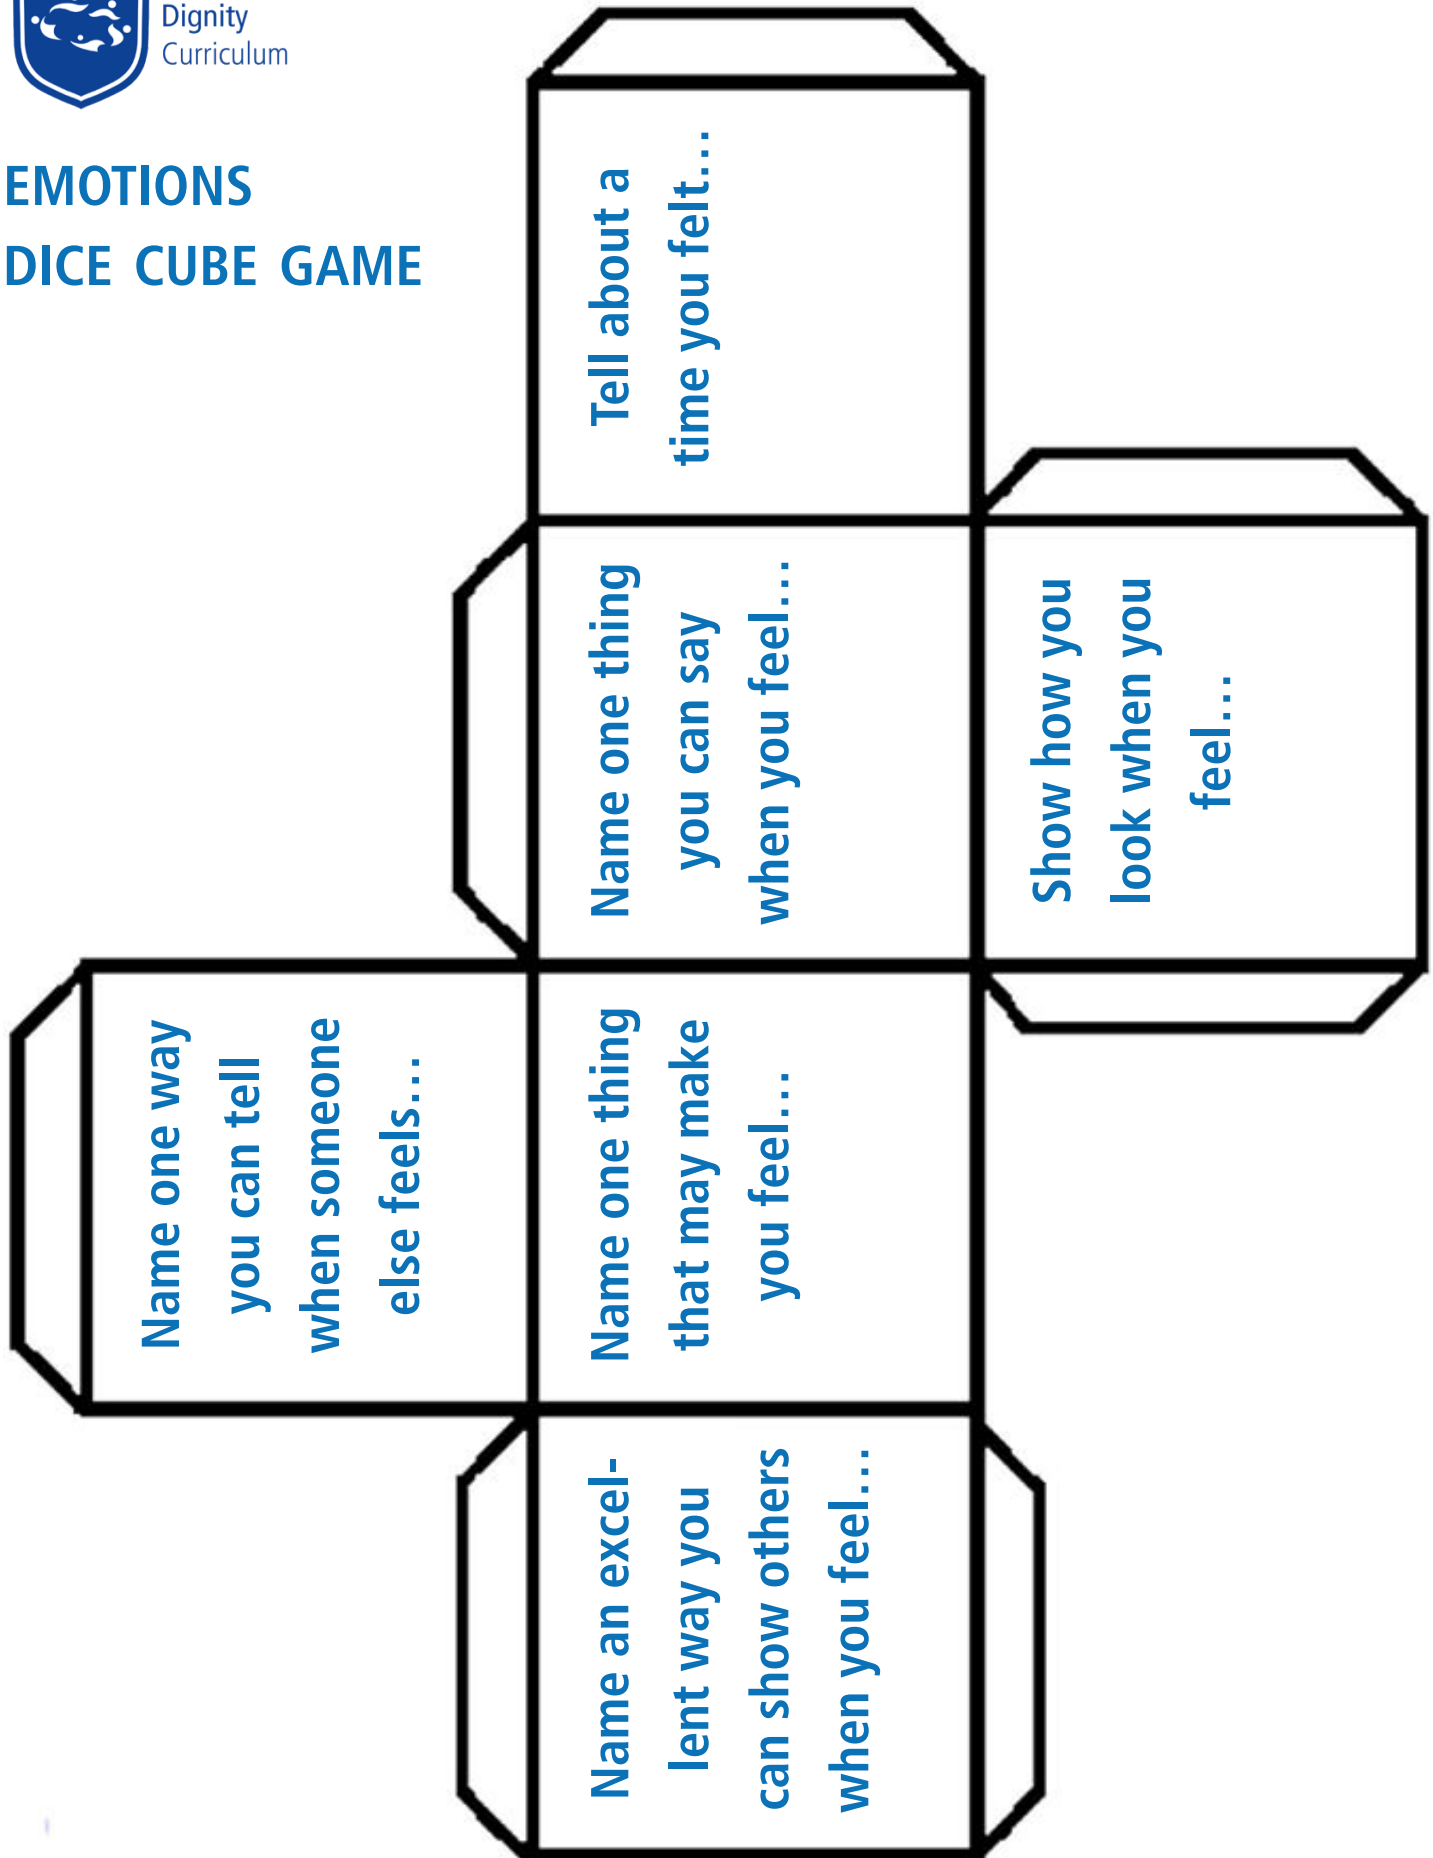 Dignity
Curriculum
EMOTIONS
DICE CUBE GAME
Tell about a
time you felt...
Name one thing
you can say
when you feel...
Show how you
look when you
feel...
Name one way
you can tell
when someone
else feels...
Name one thing
that may make
you feel...
Name an excel-
lent way you
can show others
when you feel...